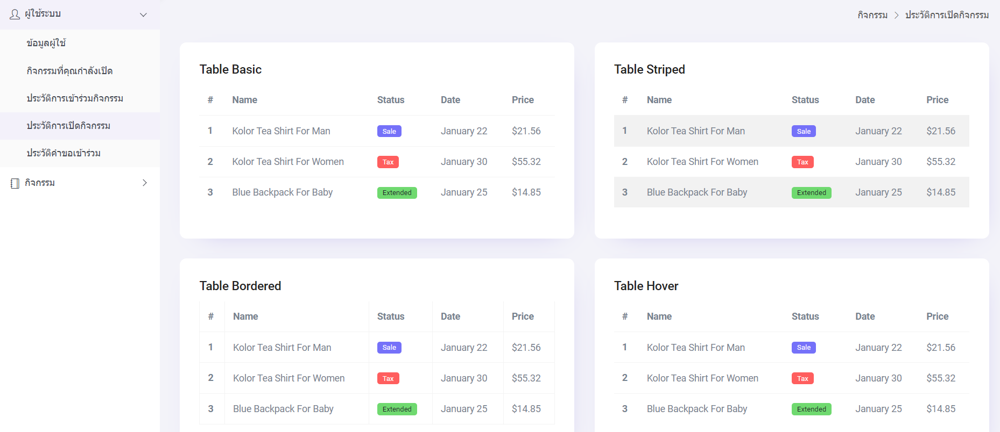 ผู้ใช้ระบบ
ข้อมูลผู้ใช้
กิจกรรมที่คุณกำลังเปิด
ประวัติการเข้าร่วมกิจกรรม
ประวัติการเปิดกิจกรรม
ประวัติคำขอเข้าร่วม
กิจกรรม
กิจกรรม > ประวัติการเปิดกิจกรรม
Table Basic
# Name Status Date Price
1 Kolor Tea Shirt For Man Sale January 22 $21.56
2 Kolor Tea Shirt For Women Tax January 30 $55.32
3 Blue Backpack For Baby Extended January 25 $14.85
Table Striped
# Name Status Date Price
1 Kolor Tea Shirt For Man Sale January 22 $21.56
2 Kolor Tea Shirt For Women Tax January 30 $55.32
3 Blue Backpack For Baby Extended January 25 $14.85
Table Bordered
# Name Status Date Price
1 Kolor Tea Shirt For Man Sale January 22 $21.56
2 Kolor Tea Shirt For Women Tax January 30 $55.32
3 Blue Backpack For Baby Extended January 25 $14.85
Table Hover
# Name Status Date Price
1 Kolor Tea Shirt For Man Sale January 22 $21.56
2 Kolor Tea Shirt For Women Tax January 30 $55.32
3 Blue Backpack For Baby Extended January 25 $14.85